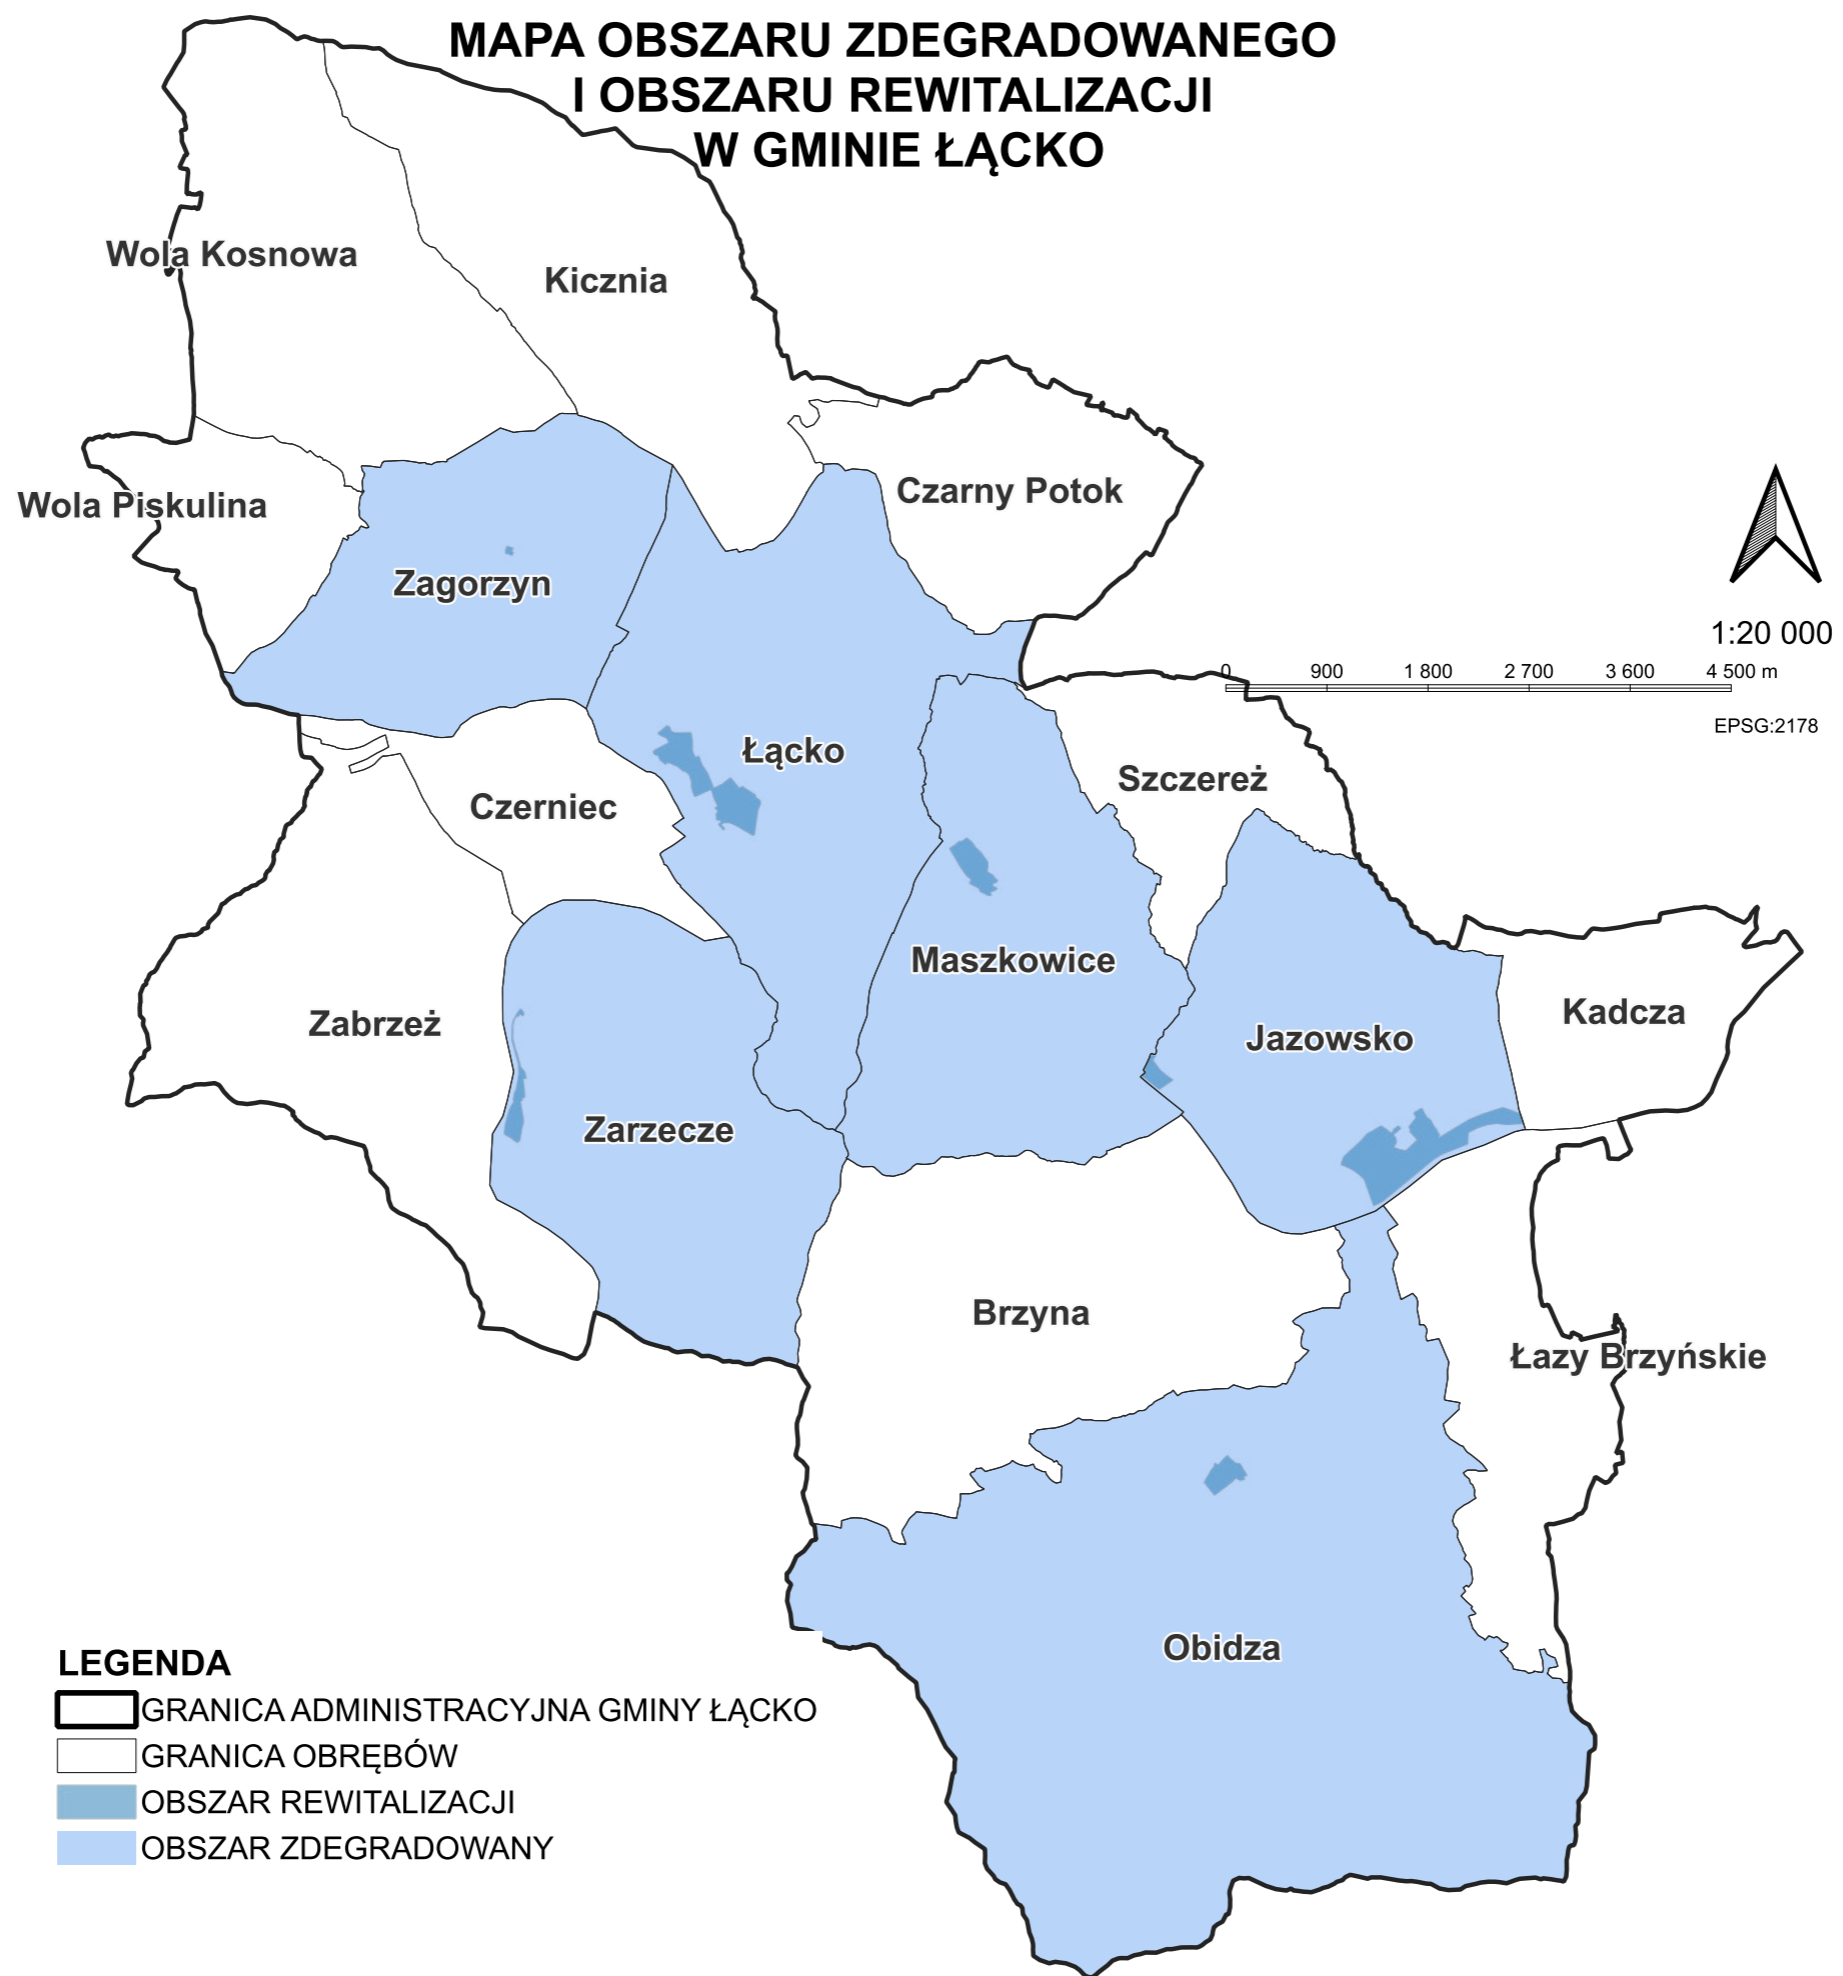 MAPA OBSZARU ZDEGRADOWANEGO
I OBSZARU REWITALIZACJI
W GMINIE ŁĄCKO
Wola Kosnowa
Kicznia
Czarny Potok
Wola Piskulina
Zagorzyn
1:20 000
0 900 1 800 2 700 3 600 4 500 m
EPSG:2178
Łącko
Szczereż
Czerniec
Maszkowice
Kadcza
Zabrzeż
Jazowsko
Zarzecze
Brzyna
Łazy Brzyńskie
Obidza
LEGENDA
GRANICA ADMINISTRACYJNA GMINY ŁĄCKO
GRANICA OBRĘBÓW
OBSZAR REWITALIZACJI
OBSZAR ZDEGRADOWANY